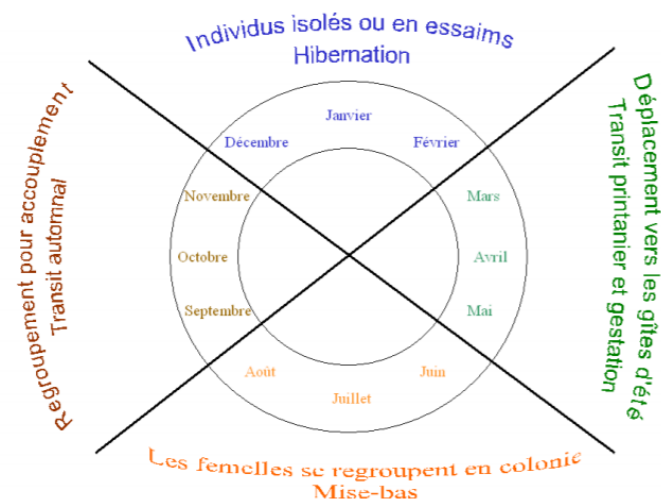 Individus isolés ou en essaims
Hibernation
Déplacement vers les gîtes d'été
Transit printanier et gestation
Regroupement pour accouplement
Transit automnal
Janvier
Février
Mars
Avril
Mai
Juin
Juillet
Août
Septembre
Octobre
Novembre
Décembre
Les femelles se regroupent en colonie
Mise-bas